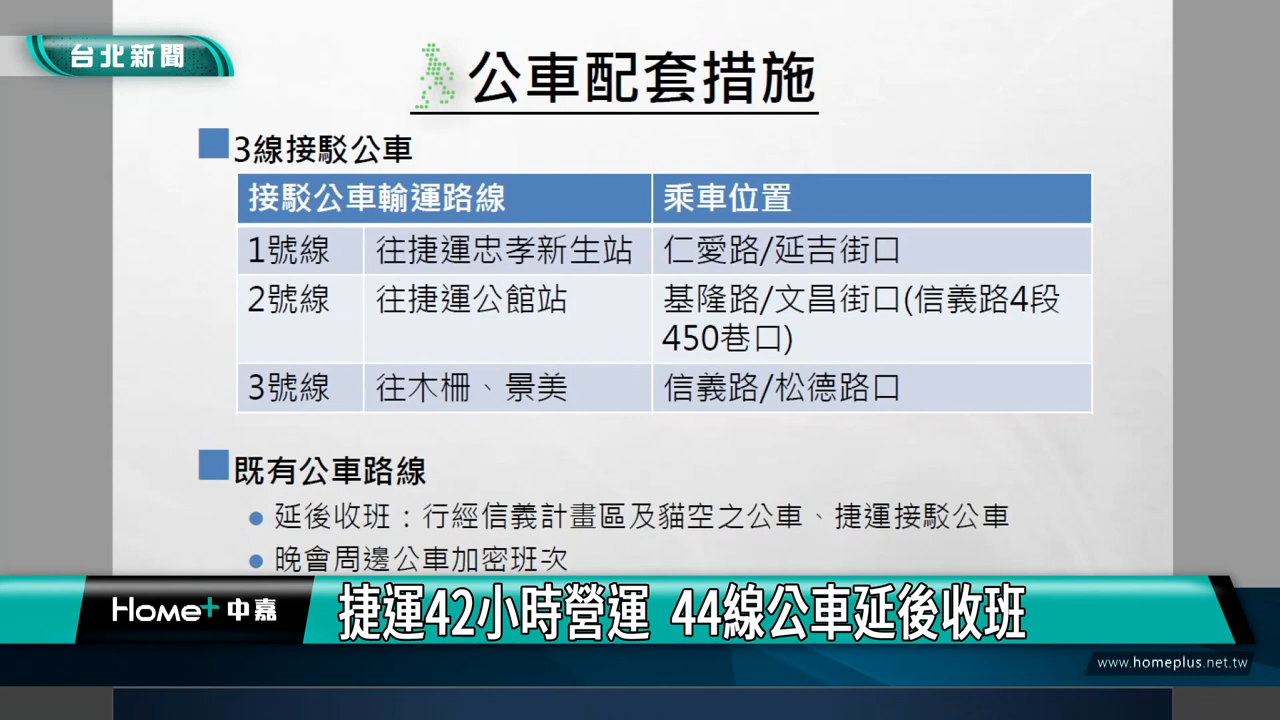 台北新聞
公車配套措施
3線接駁公車
接駁公車輸運路線 乘車位置
1號線 往捷運忠孝新生站 仁愛路/延吉街口
2號線 往捷運公館站 基隆路/文昌街口(信義路4段
450巷口)
3號線 往木柵、景美 信義路/松德路口
既有公車路線
延後收班：行經信義計畫區及貓空之公車、捷運接駁公車
晚會周邊公車加密班次
Home+中嘉 捷運42小時營運 44線公車延後收班
www.homeplus.net.tw